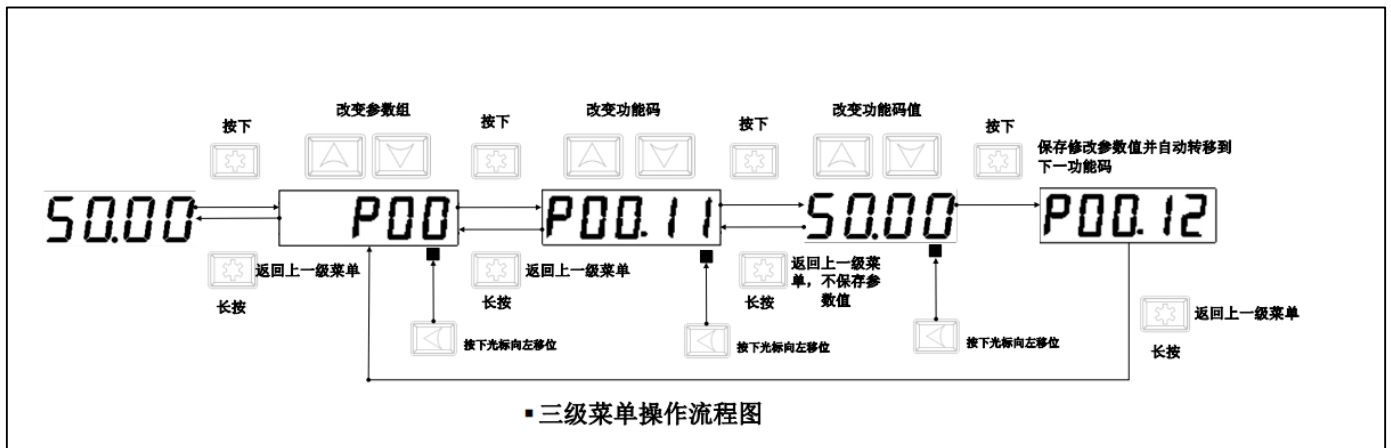 改变参数组
改变功能码
改变功能码值
按下
按下
按下
按下
保存修改参数值并自动转移到
下一功能码
50.00
P00
P00.11
50.00
P00.12
返回上一级菜单
长按
返回上一级菜单
长按
返回上一级菜
单，不保存参
数值
长按
返回上一级菜单
长按
按下光标向左移位
按下光标向左移位
按下光标向左移位
▪三级菜单操作流程图